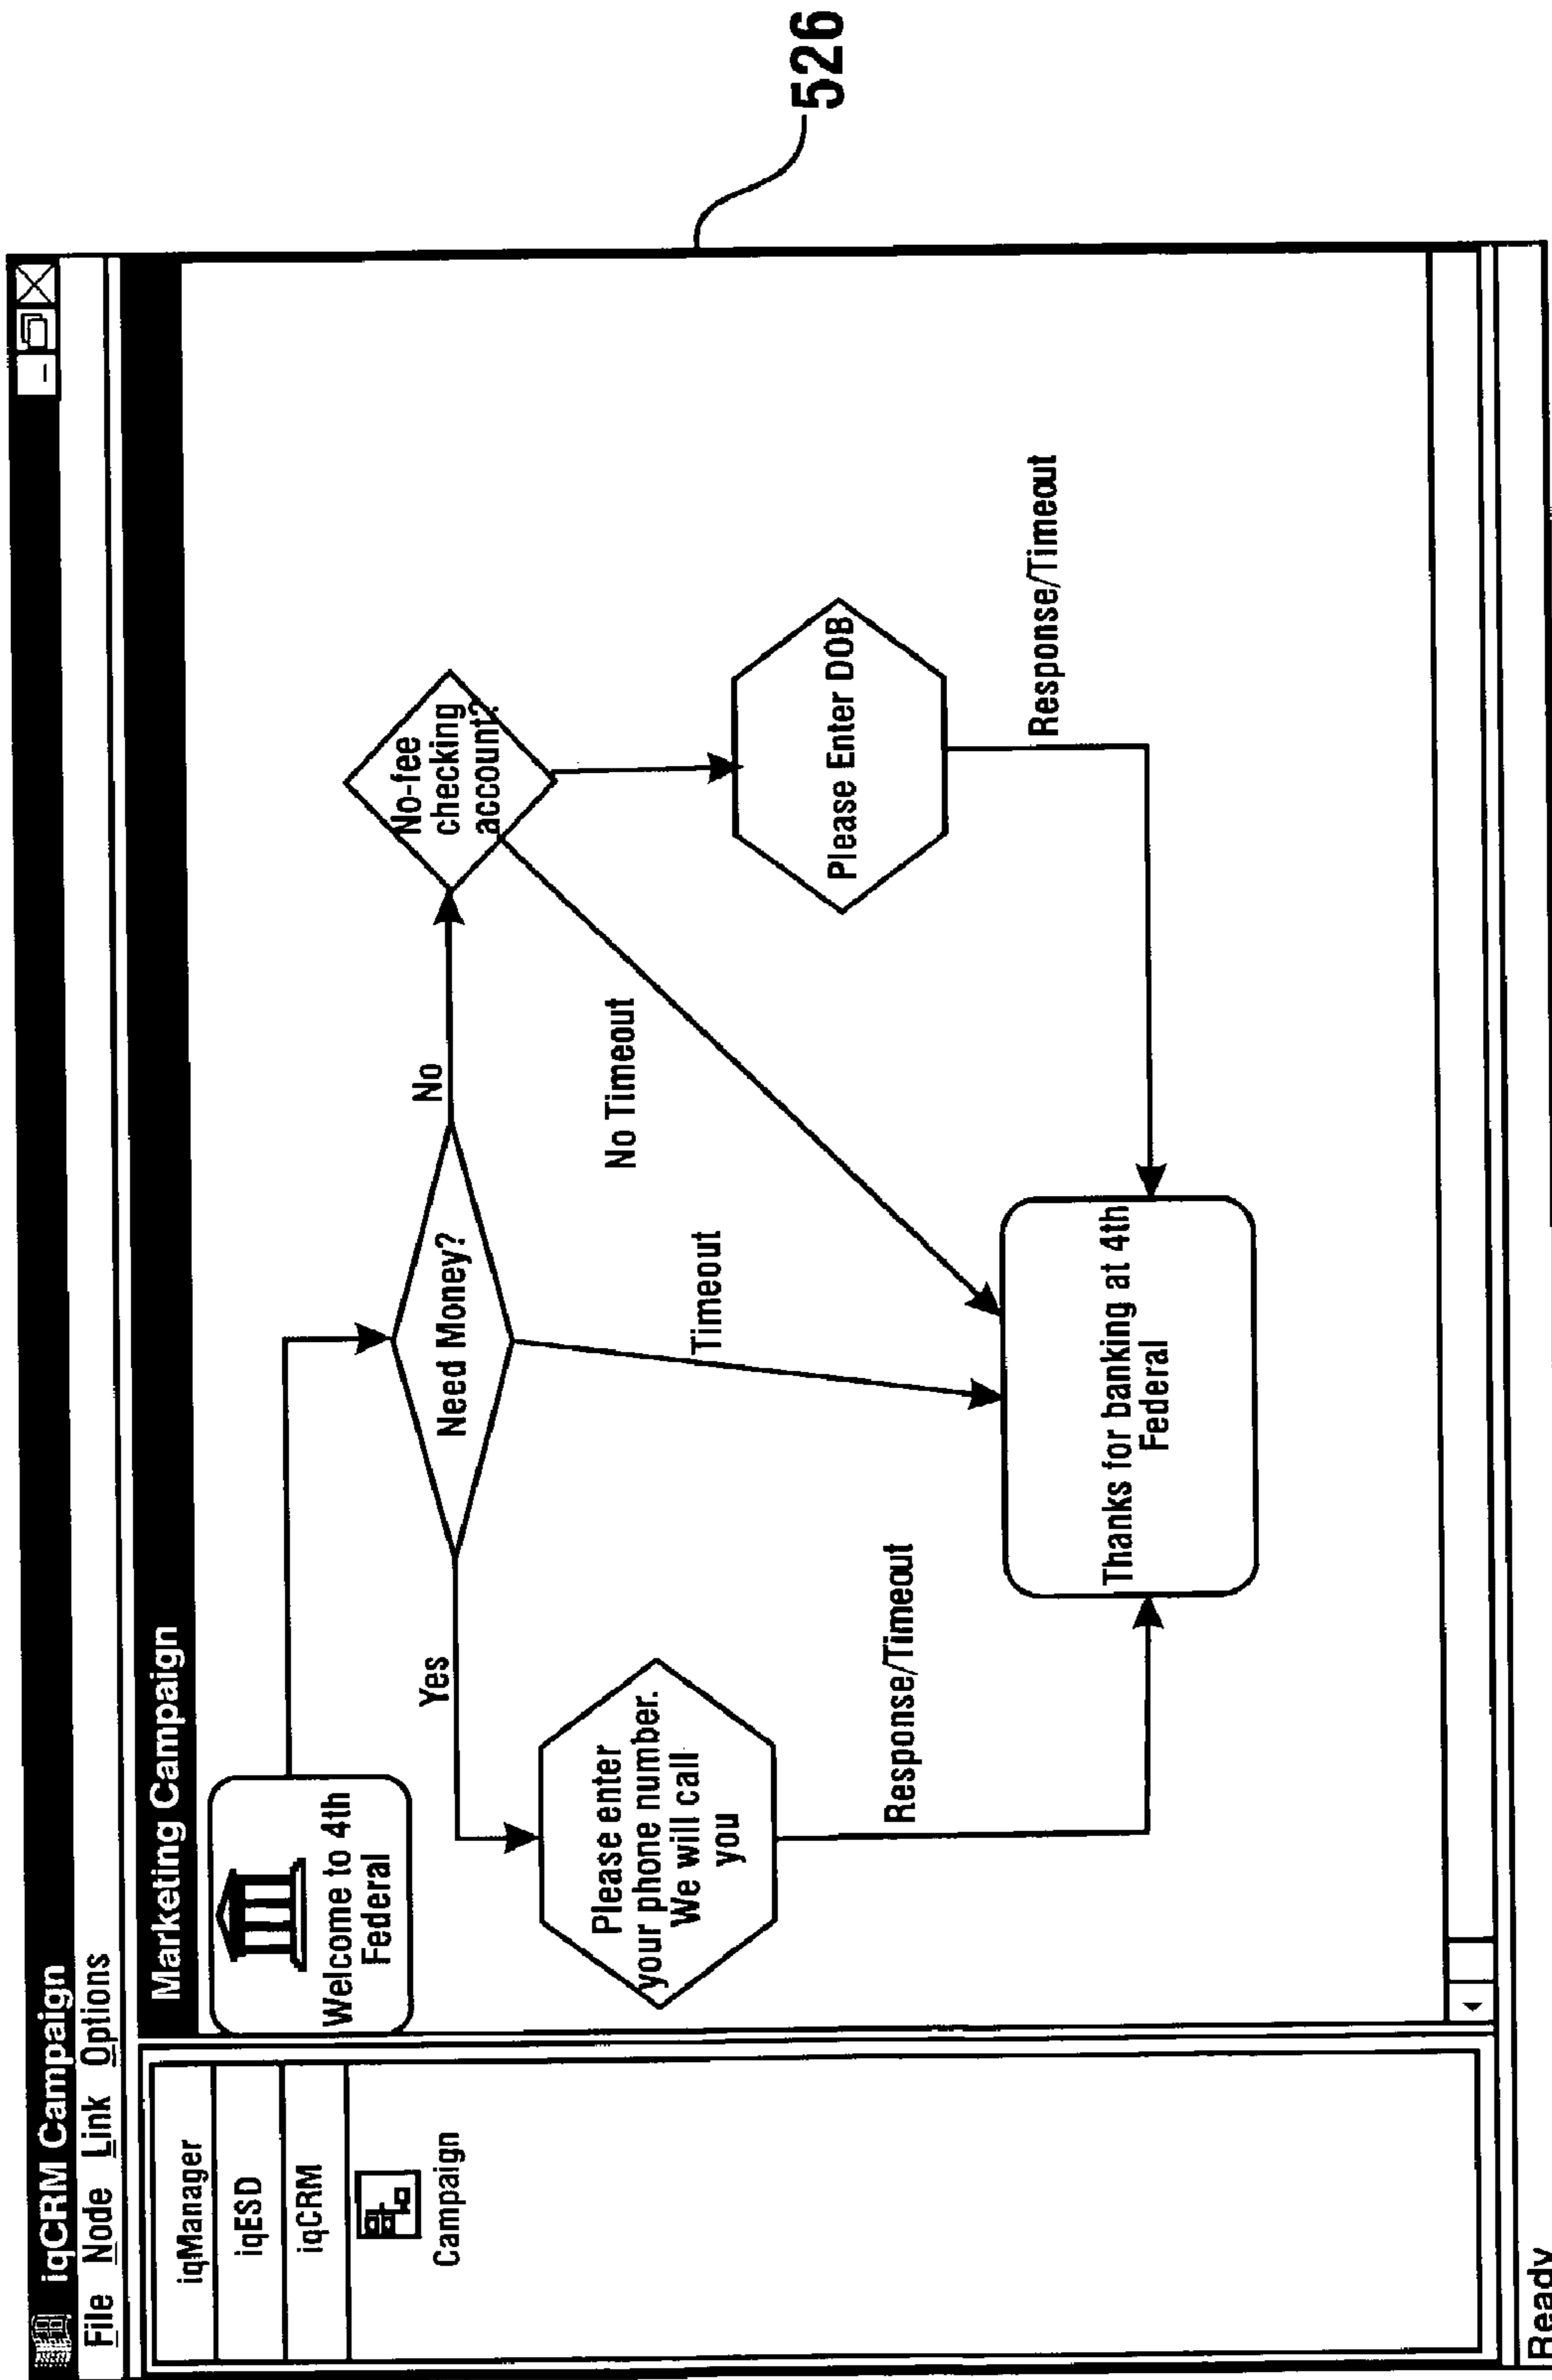 iqCRM Campaign
File Node Link Options
iqManager
iqESD
iqCRM
Campaign
Marketing Campaign
Welcome to 4th
Federal
Need Money?
Yes
No
Timeout
No-fee
checking
account?
No Timeout
Please enter
your phone number.
We will call
you
Response/Timeout
Please Enter DOB
Response/Timeout
Thanks for banking at 4th
Federal
Ready
526